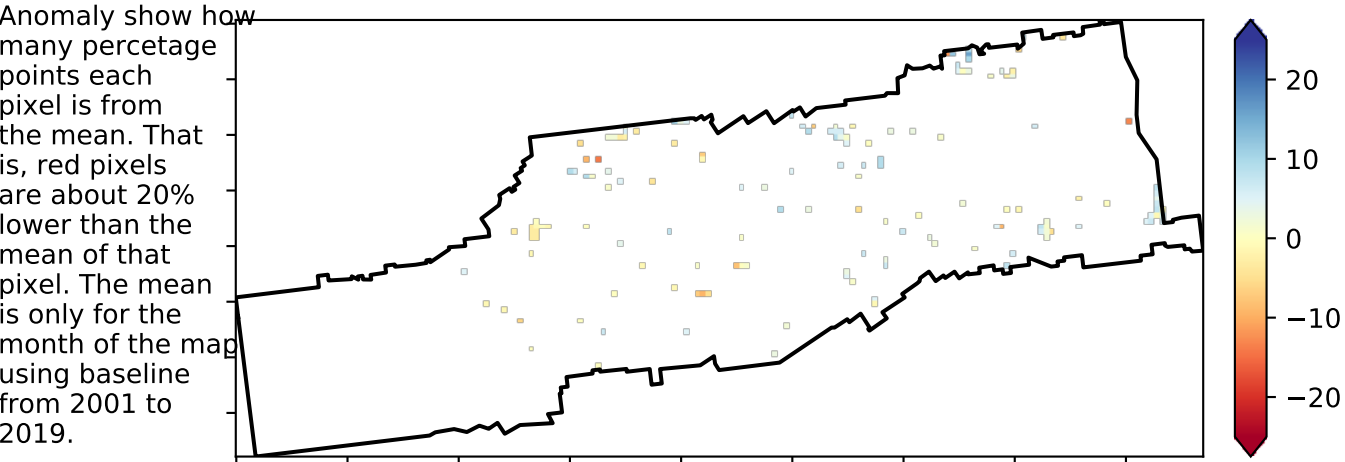 Anomaly show how
many percetage
points each
pixel is from
the mean. That
is, red pixels
are about 20%
lower than the
mean of that
pixel. The mean
is only for the
month of the map
using baseline
from 2001 to
2019.
20
10
0
−10
−20